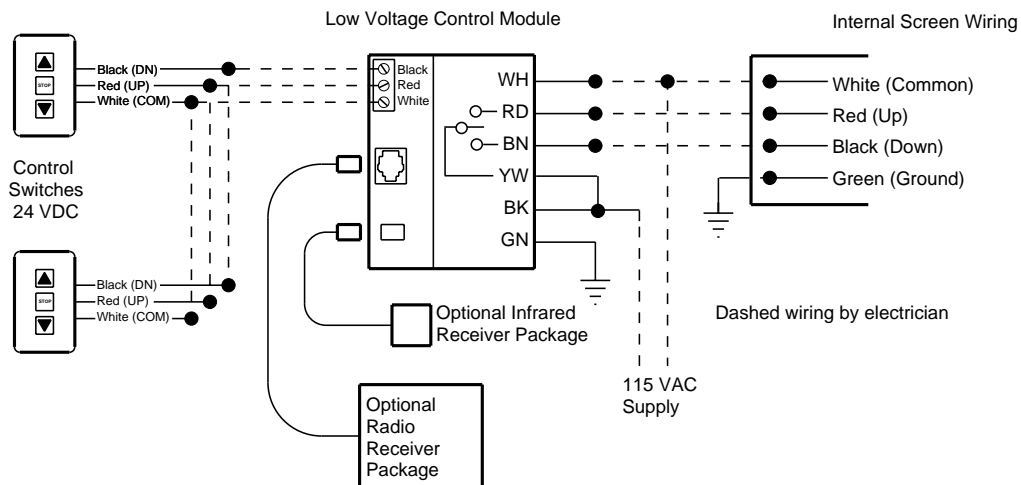 Low Voltage Control Module
Internal Screen Wiring
STOP
Black (DN)
Red (UP)
White (COM)
Control
Switches
24 VDC
STOP
Black (DN)
Red (UP)
White (COM)
Black
Red
White
WH
RD
BN
YW
BK
GN
White (Common)
Red (Up)
Black (Down)
Green (Ground)
Optional Infrared
Receiver Package
Dashed wiring by electrician
115 VAC
Supply
Optional
Radio
Receiver
Package